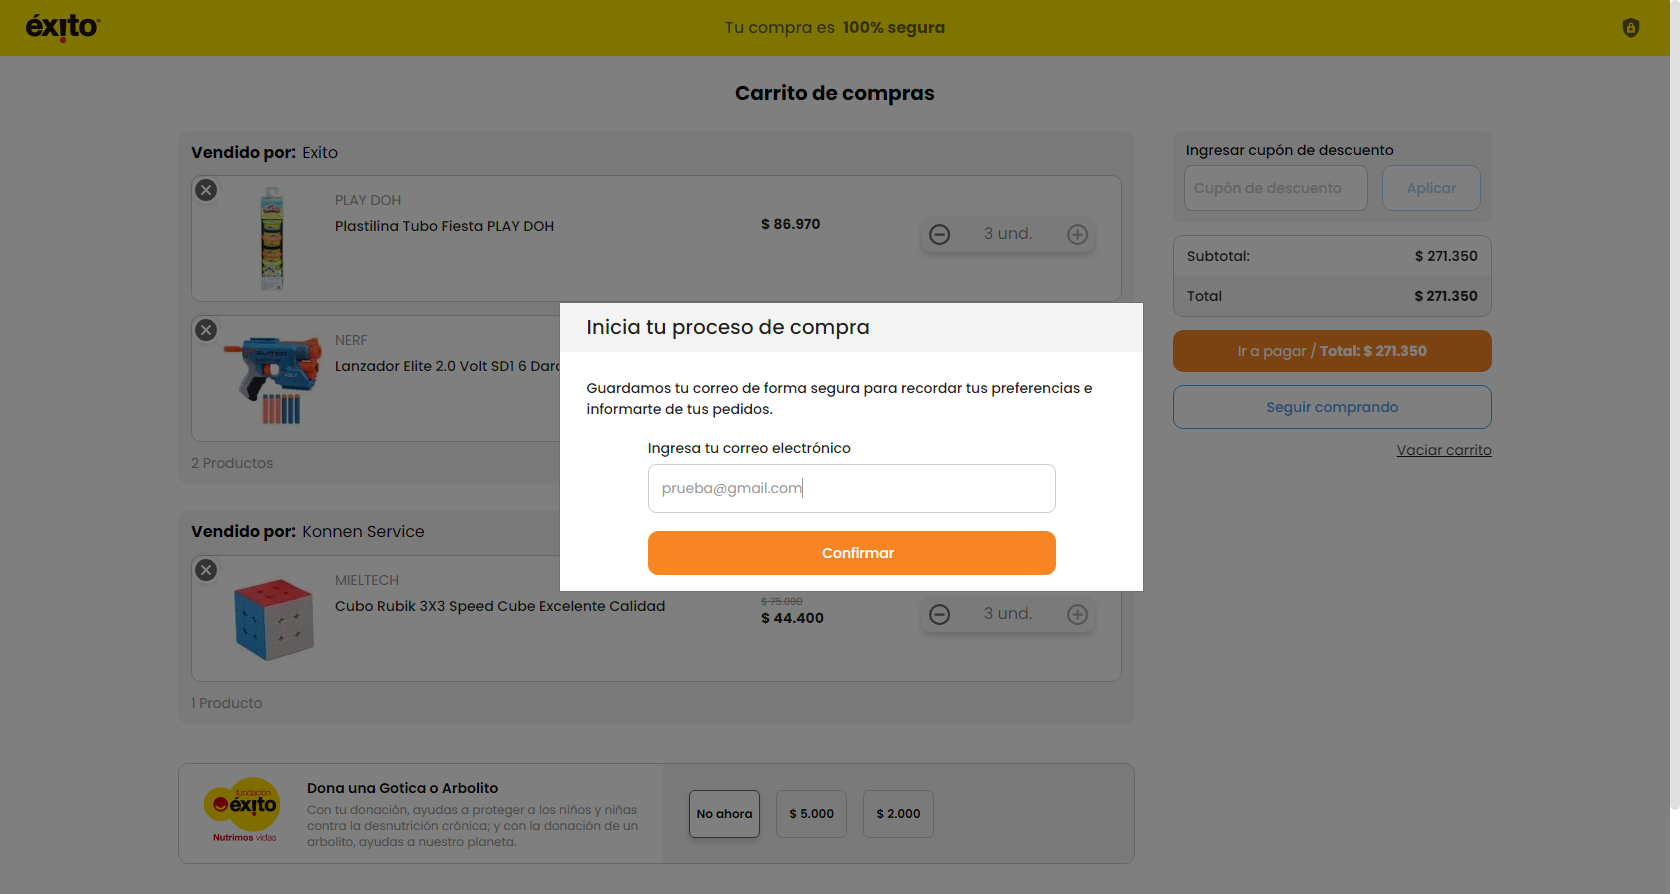 éxito
Tu compra es 100% segura
Carrito de compras
Vendido por: Exito
PLAY DOH
Plastilina Tubo Fiesta PLAY DOH
$ 86.970
3 und.
NERF
Lanzador Elite 2.0 Volt SD1 6 Darc
2 Productos
Vendido por: Konnen Service
MIELTECH
Cubo Rubik 3X3 Speed Cube Excelente Calidad
$ 75.000
$ 44.400
3 und.
1 Producto
Ingresar cupón de descuento
Cupón de descuento
Aplicar
Subtotal: $ 271.350
Total $ 271.350
Ir a pagar / Total: $ 271.350
Seguir comprando
Vaciar carrito
Inicia tu proceso de compra
Guardamos tu correo de forma segura para recordar tus preferencias e
informarte de tus pedidos.
Ingresa tu correo electrónico
prueba@gmail.com
Confirmar
fundación
éxito
Nutrimos vidas
Dona una Gotica o Arbolito
Con tu donación, ayudas a proteger a los niños y niñas
contra la desnutrición crónica; y con la donación de un
arbolito, ayudas a nuestro planeta.
No ahora
$ 5.000
$ 2.000